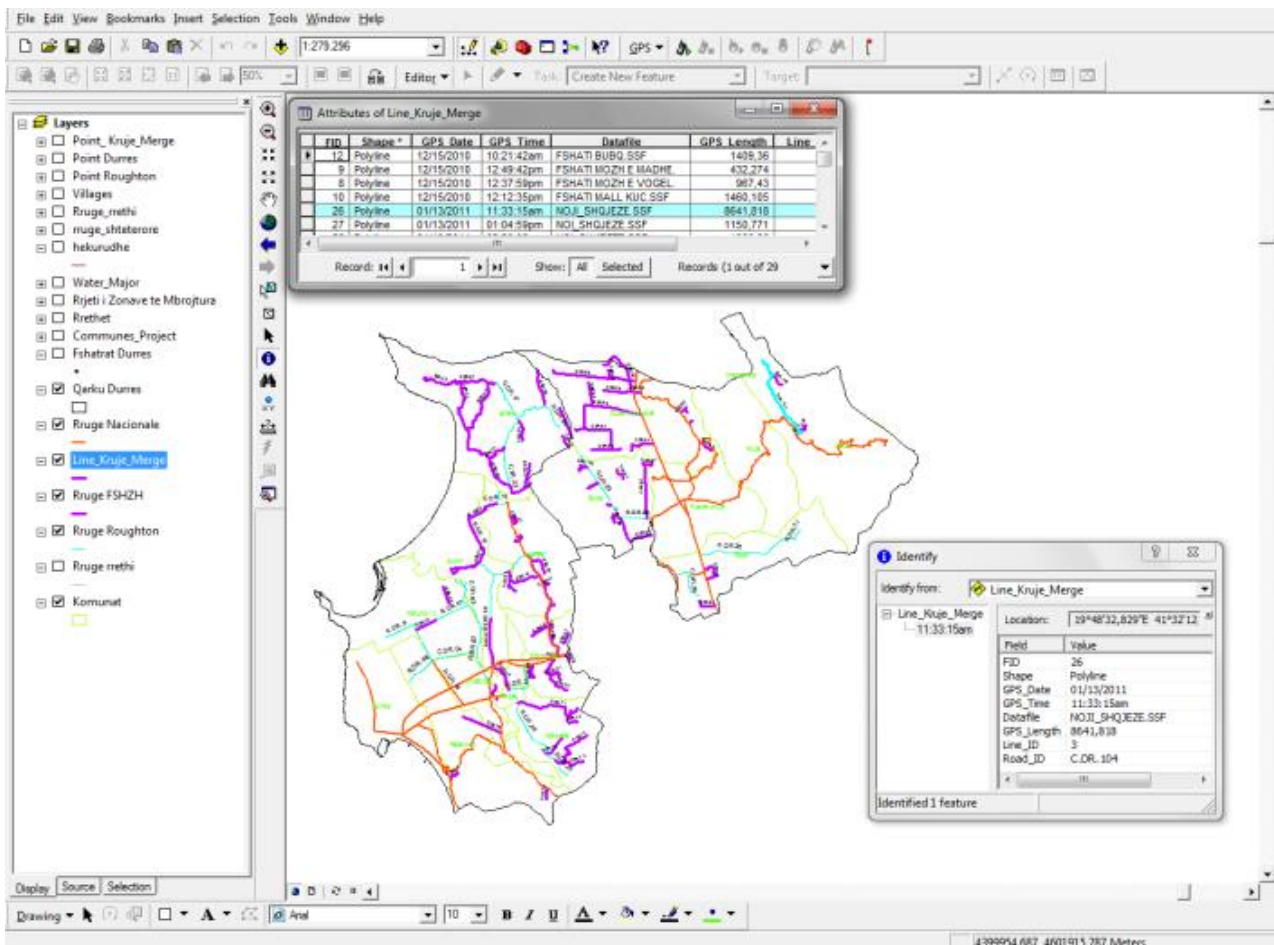 File Edit View Bookmarks Insert Selection Tools Window Help
1:279.296 GPS
50% Editor Task: Create New Feature Target:
Layers
Point_Kruje_Merge
Point Durres
Point Roughton
Villages
Rruge_rrethi
rruge_shteterore
hekurudhe
Water_Major
Rrjeti i Zonave te Mbrojtura
Rrethet
Communes_Project
Fshatrat Durres
Qarku Durres
Rruge Nacionale
Line_Kruje_Merge
Rruge FSHZH
Rruge Roughton
Rruge rrethi
Komunat
Display Source Selection
Attributes of Line_Kruje_Merge
FID Shape * GPS_Date GPS_Time Datafile GPS_Length Line_
12 Polyline 12/15/2010 10:21:42am FSHATI BUBQ.SSF 1409,36
9 Polyline 12/15/2010 12:49:42pm FSHATI MOZH E MADHE. 432,274
8 Polyline 12/15/2010 12:37:59pm FSHATI MOZH E VOGEL. 967,43
10 Polyline 12/15/2010 12:12:35pm FSHATI MALL KUC.SSF 1460,105
26 Polyline 01/13/2011 11:33:15am NOJI_SHQJEZE.SSF 8641,818
27 Polyline 01/13/2011 01:04:59pm NOI_SHQJEZE.SSF 1150,771
Record: 1 Show: All Selected Records (1 out of 29
Identify
Identify from: Line_Kruje_Merge
Line_Kruje_Merge
11:33:15am
Location: 19°48'32,829"E 41°32'12
Field Value
FID 26
Shape Polyline
GPS_Date 01/13/2011
GPS_Time 11:33:15am
Datafile NOJI_SHQJEZE.SSF
GPS_Length 8641,818
Line_ID 3
Road_ID C.DR.104
Identified 1 feature
Drawing A Arial 10 B I U A
4399954,687 4601915,787 Meters